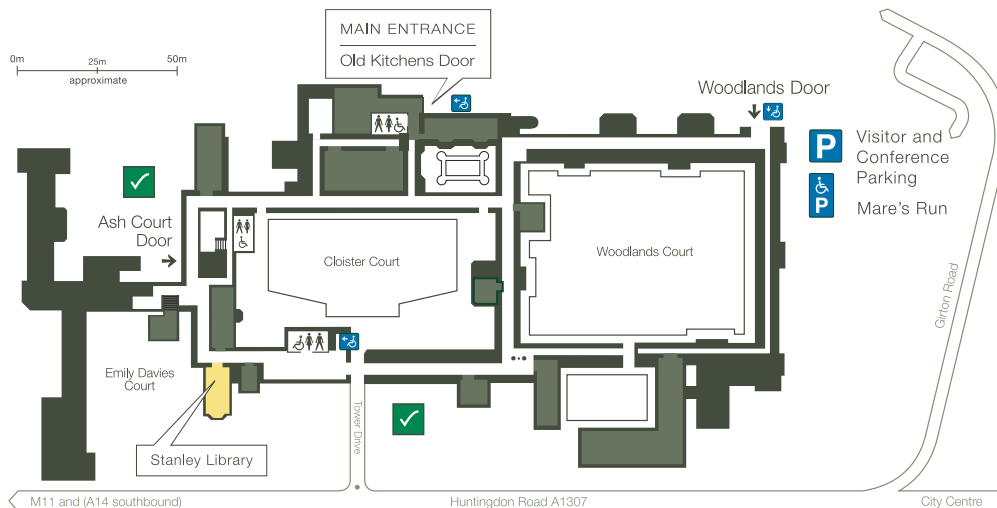 MAIN ENTRANCE
Old Kitchens Door
0m
25m
50m
approximate
Woodlands Door
P
Visitor and
Conference
Parking
P
Mare's Run
Ash Court
Door
Cloister Court
Woodlands Court
Girton Road
Emily Davies
Court
Tower Drive
Stanley Library
M11 and (A14 southbound)
Huntingdon Road A1307
City Centre